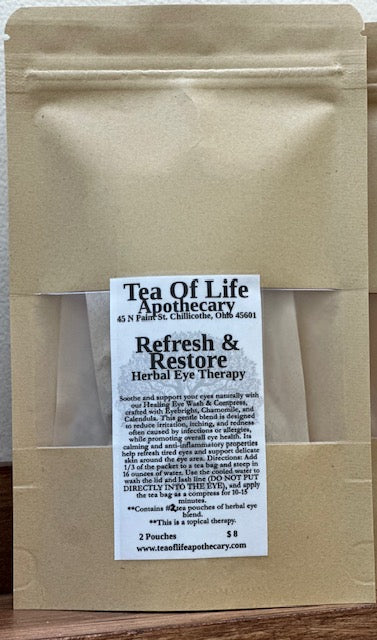 Tea Of Life
Apothecary
45 N Paint St. Chillicothe, Ohio 45601
Refresh &
Restore
Herbal Eye Therapy
Soothe and support your eyes naturally with
our Healing Eye Wash & Compress,
crafted with Eyebright, Chamomile, and
Calendula. This gentle blend is designed
to reduce irritation, itching, and redness
often caused by infections or allergies,
while promoting overall eye health. Its
calming and anti-inflammatory properties
help refresh tired eyes and support delicate
skin around the eye area. Directions: Add
1/3 of the packet to a tea bag and steep in
16 ounces of water. Use the cooled water to
wash the lid and lash line (DO NOT PUT
DIRECTLY INTO THE EYE), and apply
the tea bag as a compress for 10-15
minutes.
**Contains #2 tea pouches of herbal eye
blend.
**This is a topical therapy.
2 Pouches $ 8
www.teaoflifeapothecary.com